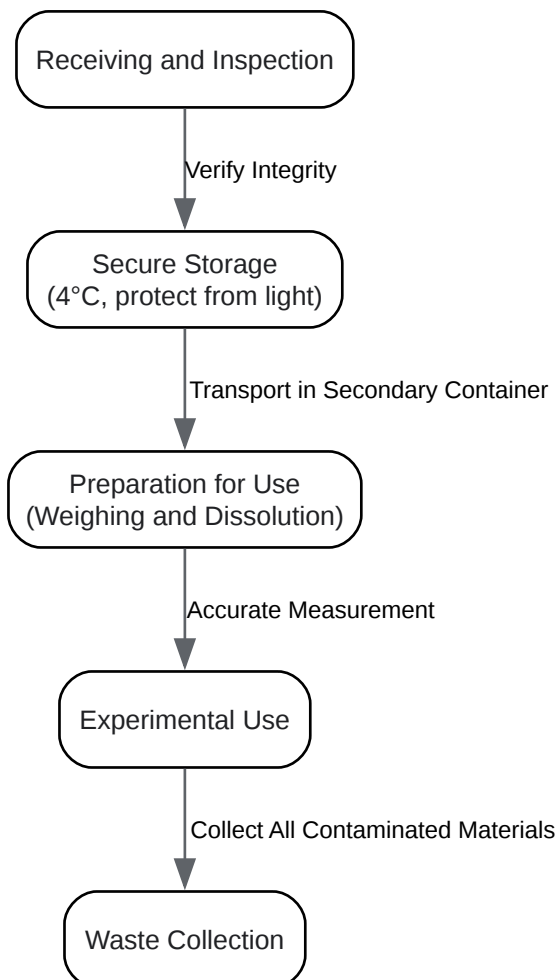 Receiving and Inspection
Verify Integrity
Secure Storage
(4°C, protect from light)
Transport in Secondary Container
Preparation for Use
(Weighing and Dissolution)
Accurate Measurement
Experimental Use
Collect All Contaminated Materials
Waste Collection